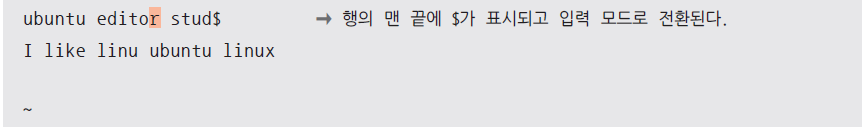 ubuntu editor stud$ → 행의 맨 끝에 $가 표시되고 입력 모드로 전환된다.
I like linu ubuntu linux
~